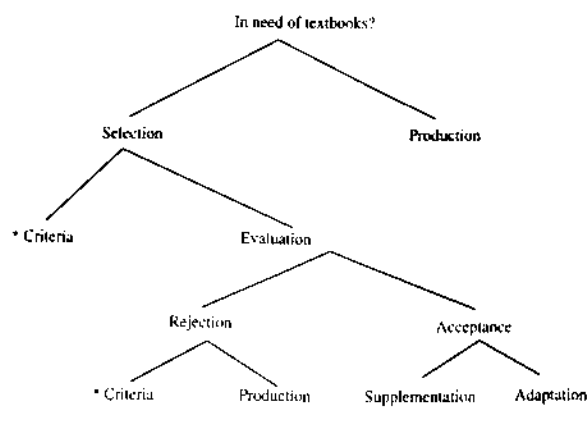 In need of textbooks?
Selection Production
* Criteria Evaluation
Rejection Acceptance
* Criteria Production Supplementation Adaptation